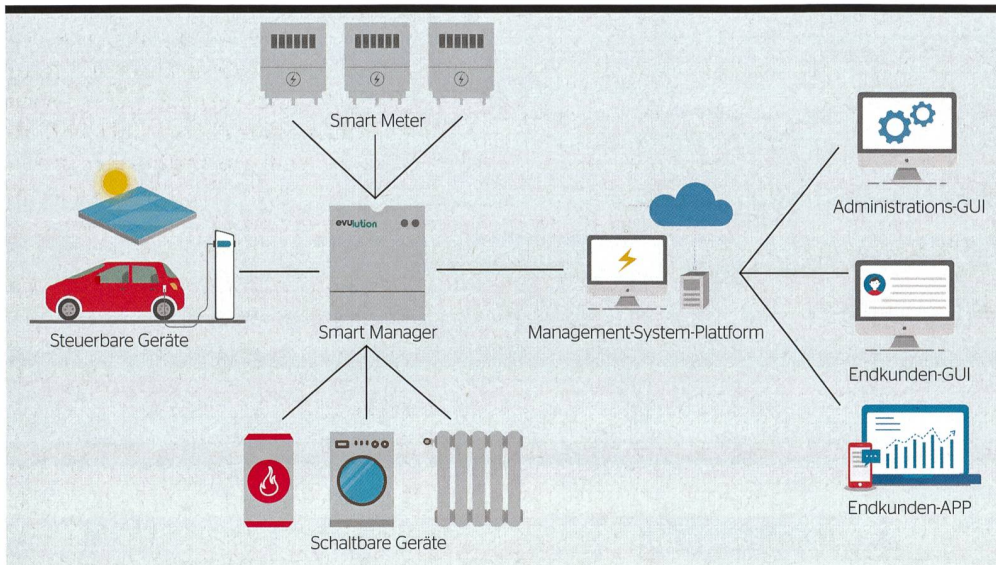 Smart Meter
evulution
Administrations-GUI
Steuerbare Geräte
Smart Manager
Management-System-Plattform
Endkunden-GUI
Schaltbare Geräte
Endkunden-APP